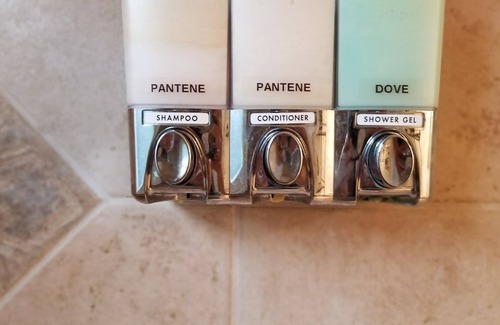 PANTENE PANTENE DOVE
SHAMPOO CONDITIONER SHOWER GEL